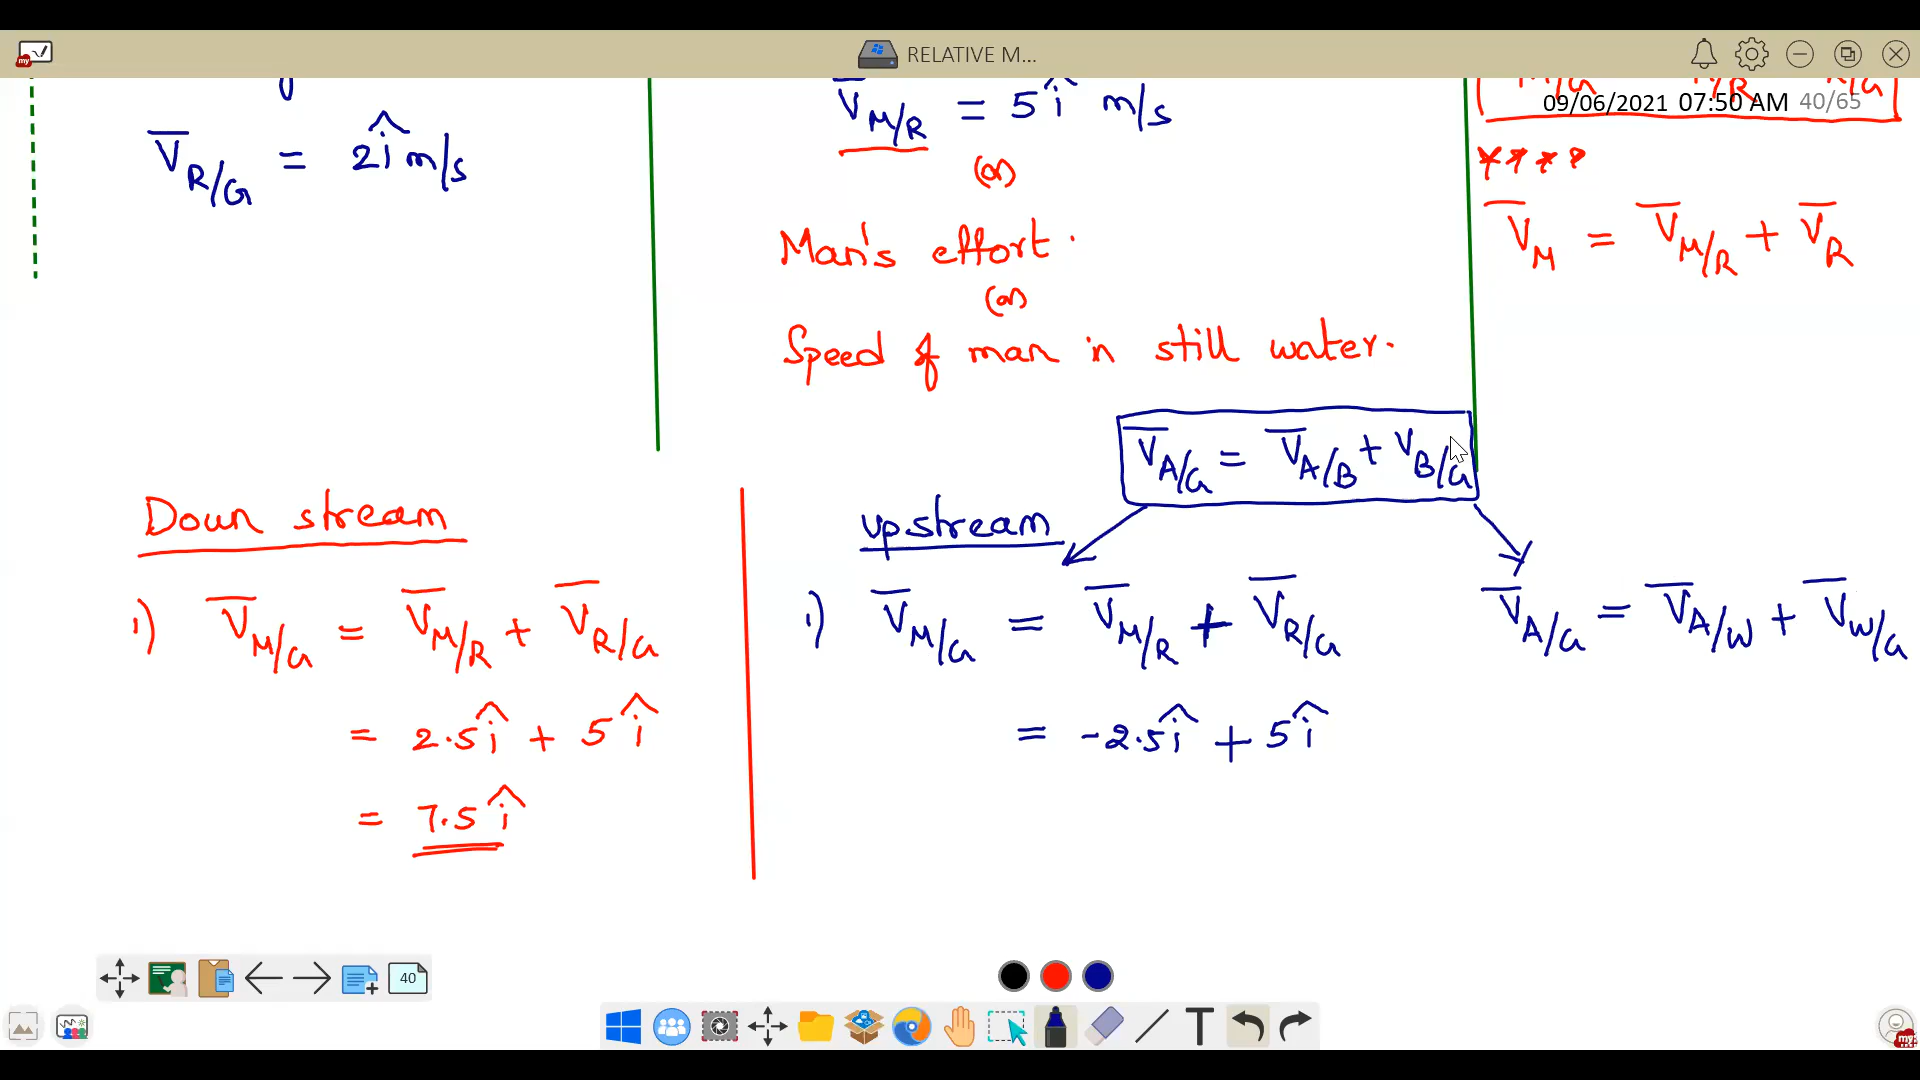 RELATIVE M...
09/06/2021 07:50 AM 40/65
V̅R/G = 2î m/s
V̅M/R = 5î m/s
(or)
Man's effort.
(or)
Speed of man in still water.
****
V̅M = V̅M/R + V̅R
V̅A/G = V̅A/B + VB/G
Down stream
1) V̅M/G = V̅M/R + V̅R/G
= 2.5î + 5î
= 7.5î
upstream
1) V̅M/G = V̅M/R + V̅R/G
= -2.5î + 5î
V̅A/G = V̅A/W + V̅W/G
40